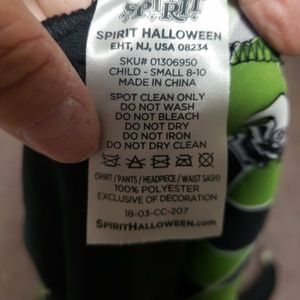 SPIRIT
SPIRIT HALLOWEEN
EHT, NJ, USA 08234
SKU# 01306950
CHILD - SMALL 8-10
MADE IN CHINA
SPOT CLEAN ONLY
DO NOT WASH
DO NOT BLEACH
DO NOT DRY
DO NOT IRON
DO NOT DRY CLEAN
(SHIRT / PANTS / HEADPIECE / WAIST SASH)
100% POLYESTER
EXCLUSIVE OF DECORATION
18-03-CC-207
SPIRITHALLOWEEN.com